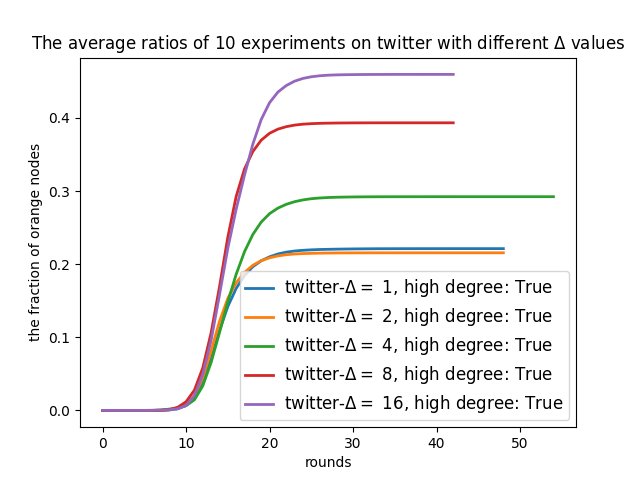 The average ratios of 10 experiments on twitter with different Δ values
the fraction of orange nodes
0.4
0.3
0.2
0.1
0.0
twitter-Δ = 1, high degree: True
twitter-Δ = 2, high degree: True
twitter-Δ = 4, high degree: True
twitter-Δ = 8, high degree: True
twitter-Δ = 16, high degree: True
0 10 20 30 40 50
rounds